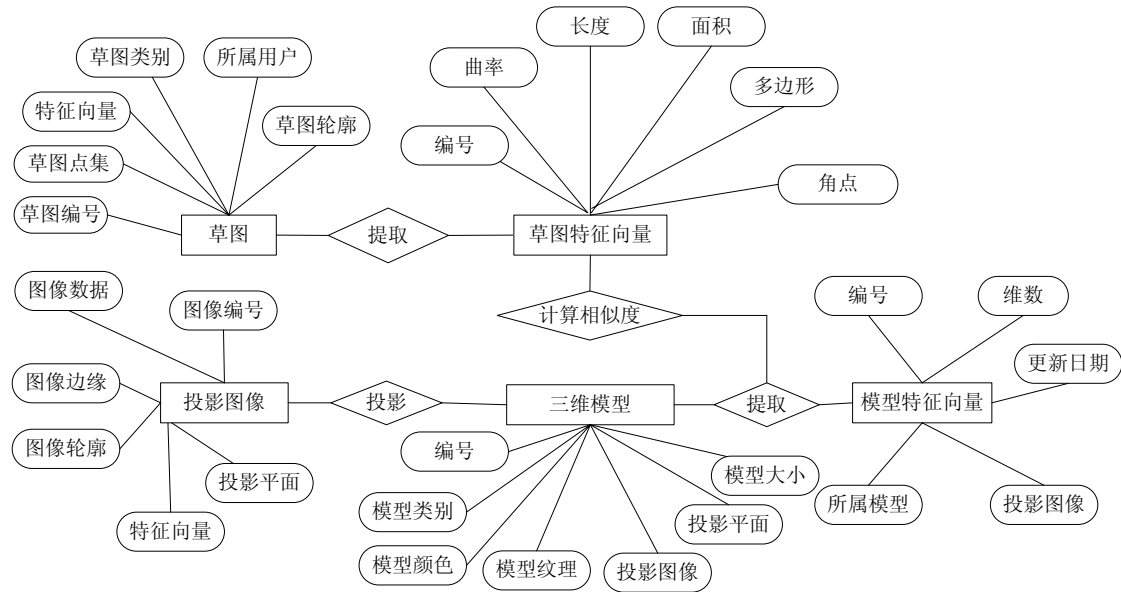 长度
面积
草图类别
所属用户
曲率
多边形
特征向量
草图轮廓
编号
草图点集
角点
草图编号
草图
提取
草图特征向量
图像数据
图像编号
计算相似度
编号
维数
更新日期
图像边缘
投影图像
投影
三维模型
提取
模型特征向量
图像轮廓
编号
投影平面
模型大小
模型类别
投影平面
所属模型
投影图像
特征向量
模型颜色
模型纹理
投影图像